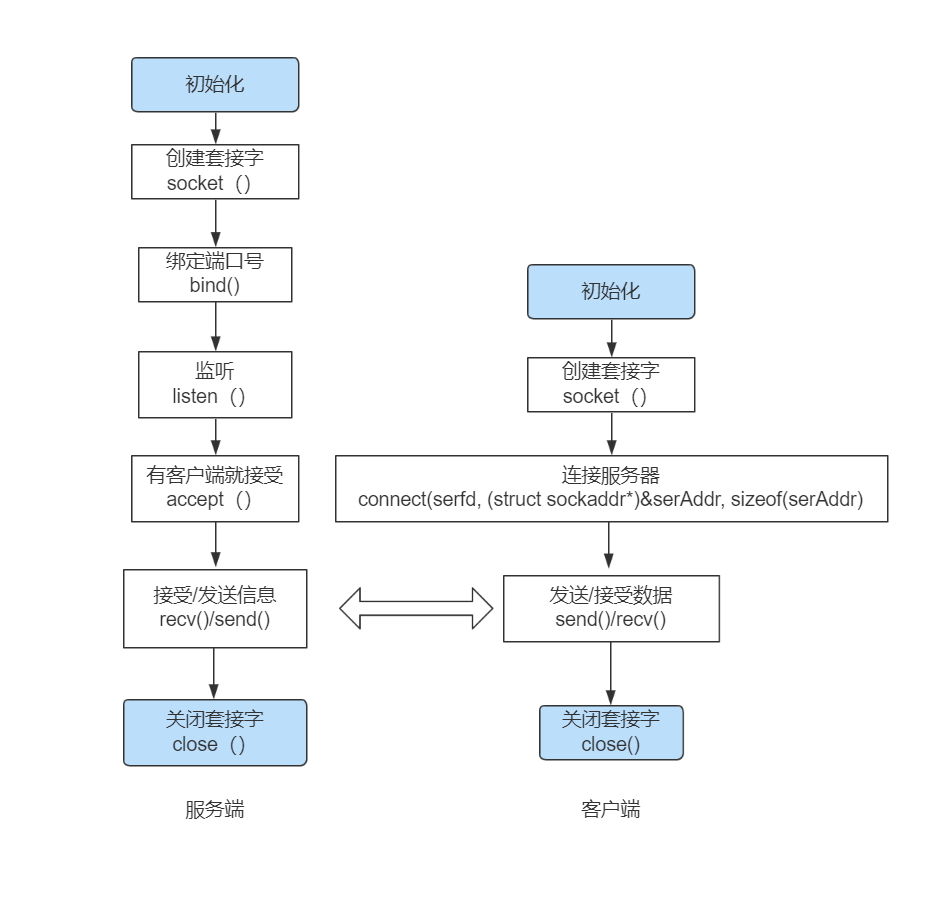 初始化
创建套接字
socket（）
绑定端口号
bind()
监听
listen（）
有客户端就接受
accept（）
接受/发送信息
recv()/send()
关闭套接字
close（）
服务端
初始化
创建套接字
socket（）
连接服务器
connect(serfd, (struct sockaddr*)&serAddr, sizeof(serAddr)
发送/接受数据
send()/recv()
关闭套接字
close()
客户端